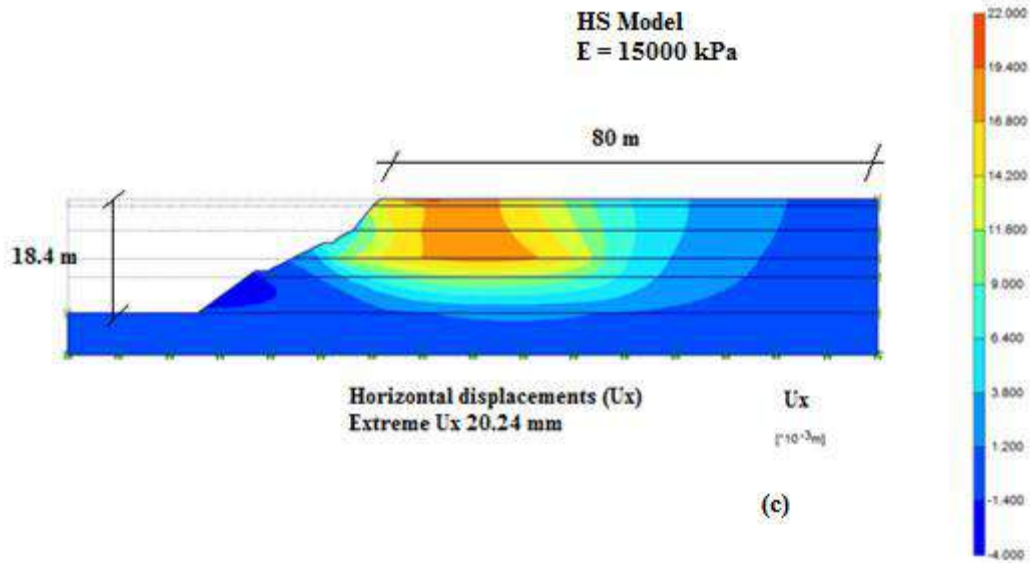 HS Model
E = 15000 kPa
22.000
19.400
16.800
14.200
11.600
9.000
6.400
3.800
1.200
-1.400
-4.000
80 m
18.4 m
Horizontal displacements (Ux)
Extreme Ux 20.24 mm
Ux
[*10⁻³m]
(c)